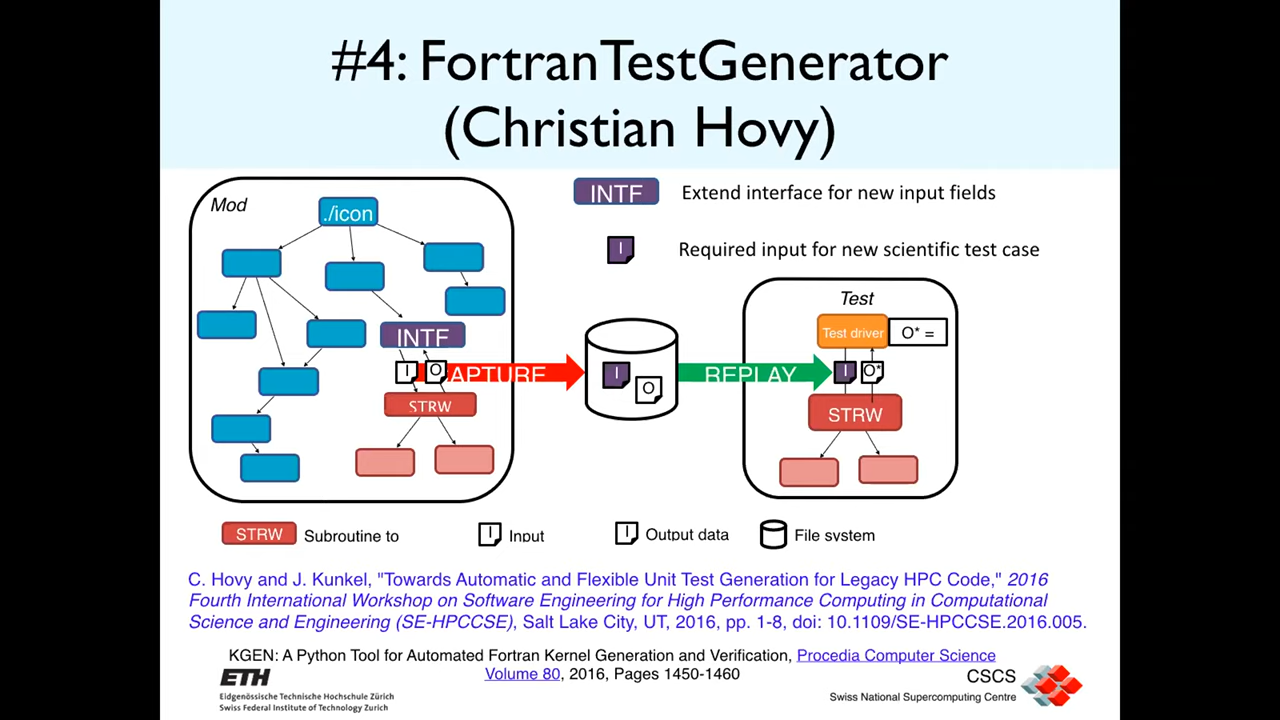 #4: FortranTestGenerator
(Christian Hovy)
Mod
./icon
INTF
I
O
APTURE
STRW
INTF
Extend interface for new input fields
I
Required input for new scientific test case
I
O
REPLAY
Test
Test driver
O* =
I
O*
STRW
STRW
Subroutine to
I
Input
I
Output data
File system
C. Hovy and J. Kunkel, "Towards Automatic and Flexible Unit Test Generation for Legacy HPC Code," 2016
Fourth International Workshop on Software Engineering for High Performance Computing in Computational
Science and Engineering (SE-HPCCSE), Salt Lake City, UT, 2016, pp. 1-8, doi: 10.1109/SE-HPCCSE.2016.005.
KGEN: A Python Tool for Automated Fortran Kernel Generation and Verification, Procedia Computer Science
Volume 80, 2016, Pages 1450-1460
ETH
Eidgenössische Technische Hochschule Zürich
Swiss Federal Institute of Technology Zurich
CSCS
Swiss National Supercomputing Centre